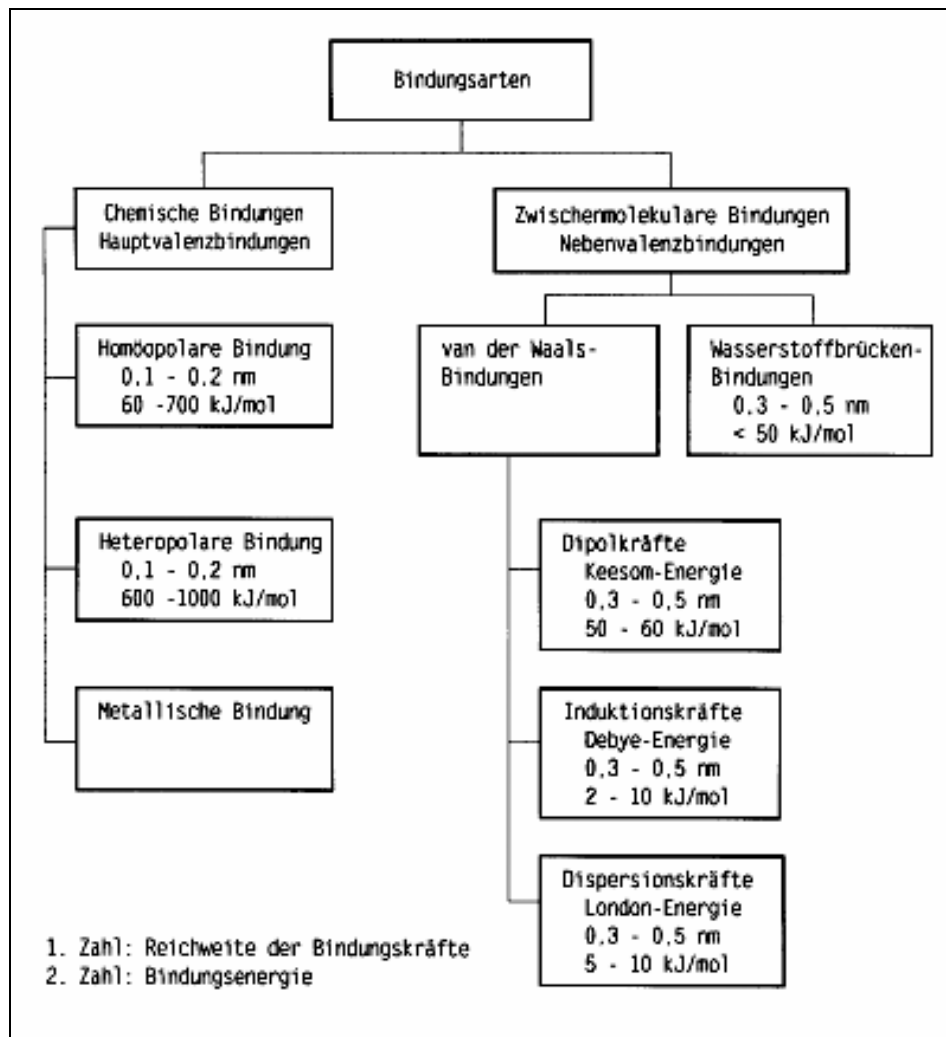 Bindungsarten
Chemische Bindungen
Hauptvalenzbindungen
Zwischenmolekulare Bindungen
Nebenvalenzbindungen
Homöopolare Bindung
0.1 - 0.2 nm
60 -700 kJ/mol
van der Waals-
Bindungen
Wasserstoffbrücken-
Bindungen
0.3 - 0.5 nm
< 50 kJ/mol
Heteropolare Bindung
0.1 - 0.2 nm
600 -1000 kJ/mol
Dipolkräfte
Keesom-Energie
0.3 - 0.5 nm
50 - 60 kJ/mol
Metallische Bindung
Induktionskräfte
Debye-Energie
0.3 - 0.5 nm
2 - 10 kJ/mol
Dispersionskräfte
London-Energie
0.3 - 0.5 nm
5 - 10 kJ/mol
1. Zahl: Reichweite der Bindungskräfte
2. Zahl: Bindungsenergie